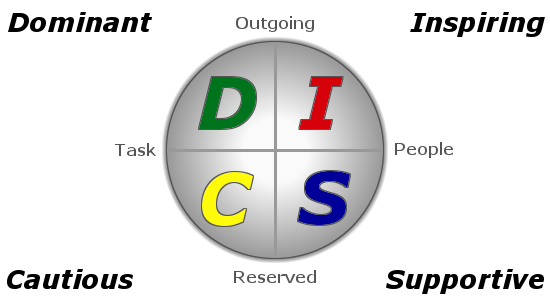 Dominant
Outgoing
Inspiring
D I
Task
People
C S
Cautious
Reserved
Supportive